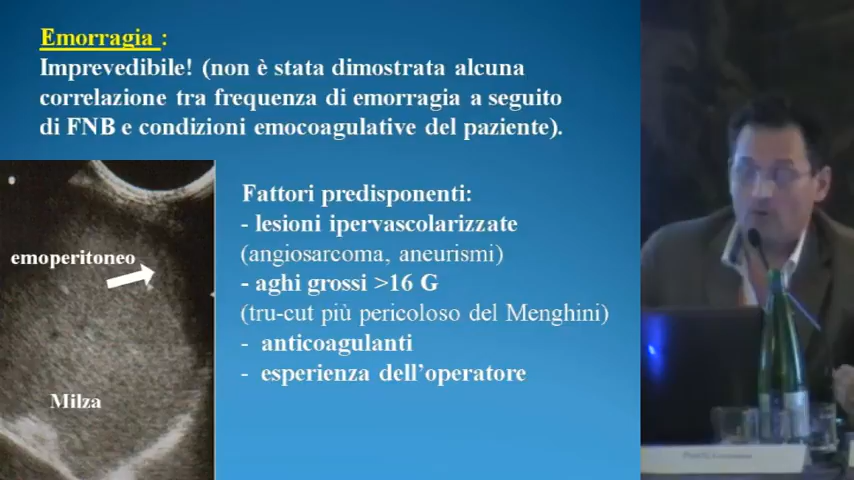 Emorragia :
Imprevedibile! (non è stata dimostrata alcuna
correlazione tra frequenza di emorragia a seguito
di FNB e condizioni emocoagulative del paziente).
Fattori predisponenti:
- lesioni ipervascolarizzate
(angiosarcoma, aneurismi)
- aghi grossi >16 G
(tru-cut più pericoloso del Menghini)
- anticoagulanti
- esperienza dell'operatore
emoperitoneo
Milza